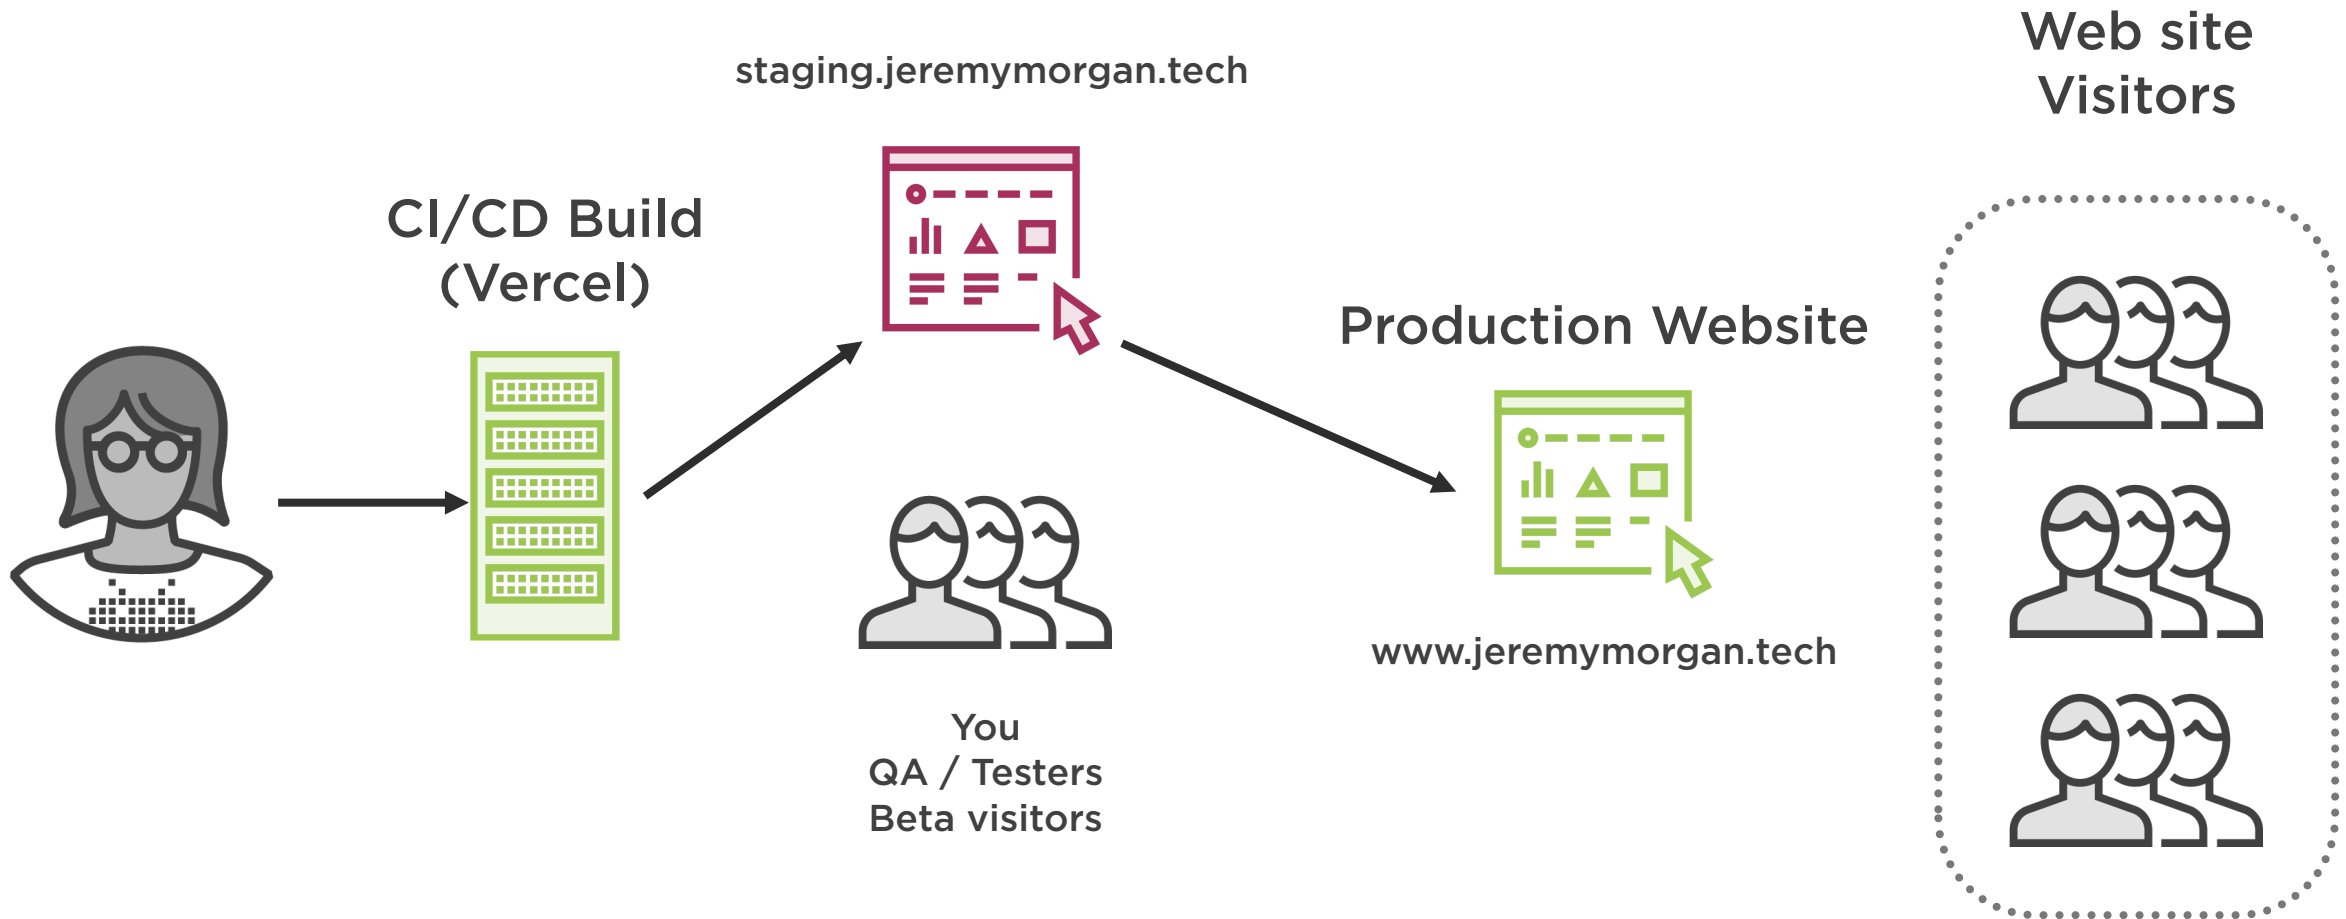 CI/CD Build
(Vercel)
staging.jeremymorgan.tech
You
QA / Testers
Beta visitors
Production Website
www.jeremymorgan.tech
Web site
Visitors